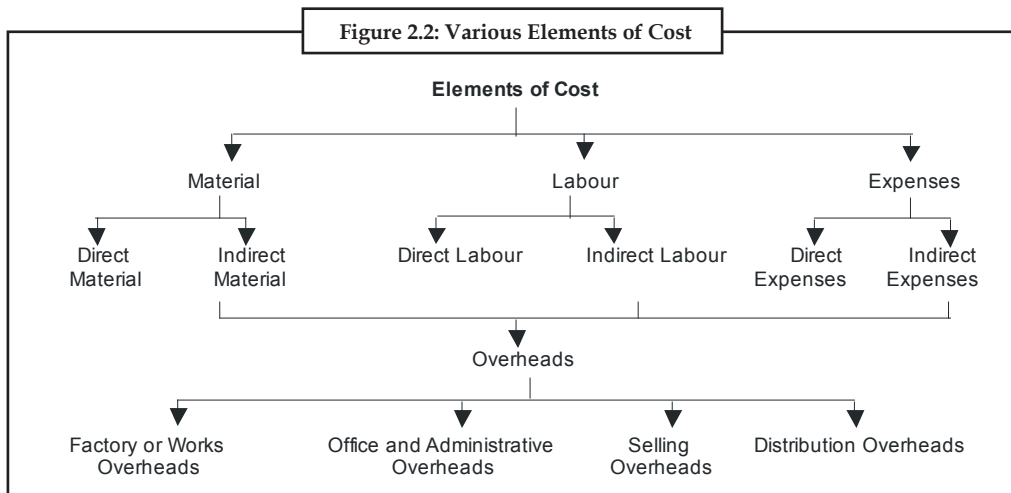 Figure 2.2: Various Elements of Cost
Elements of Cost
Material Labour Expenses
Direct Indirect Direct Labour Indirect Labour Direct Indirect
Material Material Expenses Expenses
Overheads
Factory or Works Office and Administrative Selling Distribution Overheads
Overheads Overheads Overheads